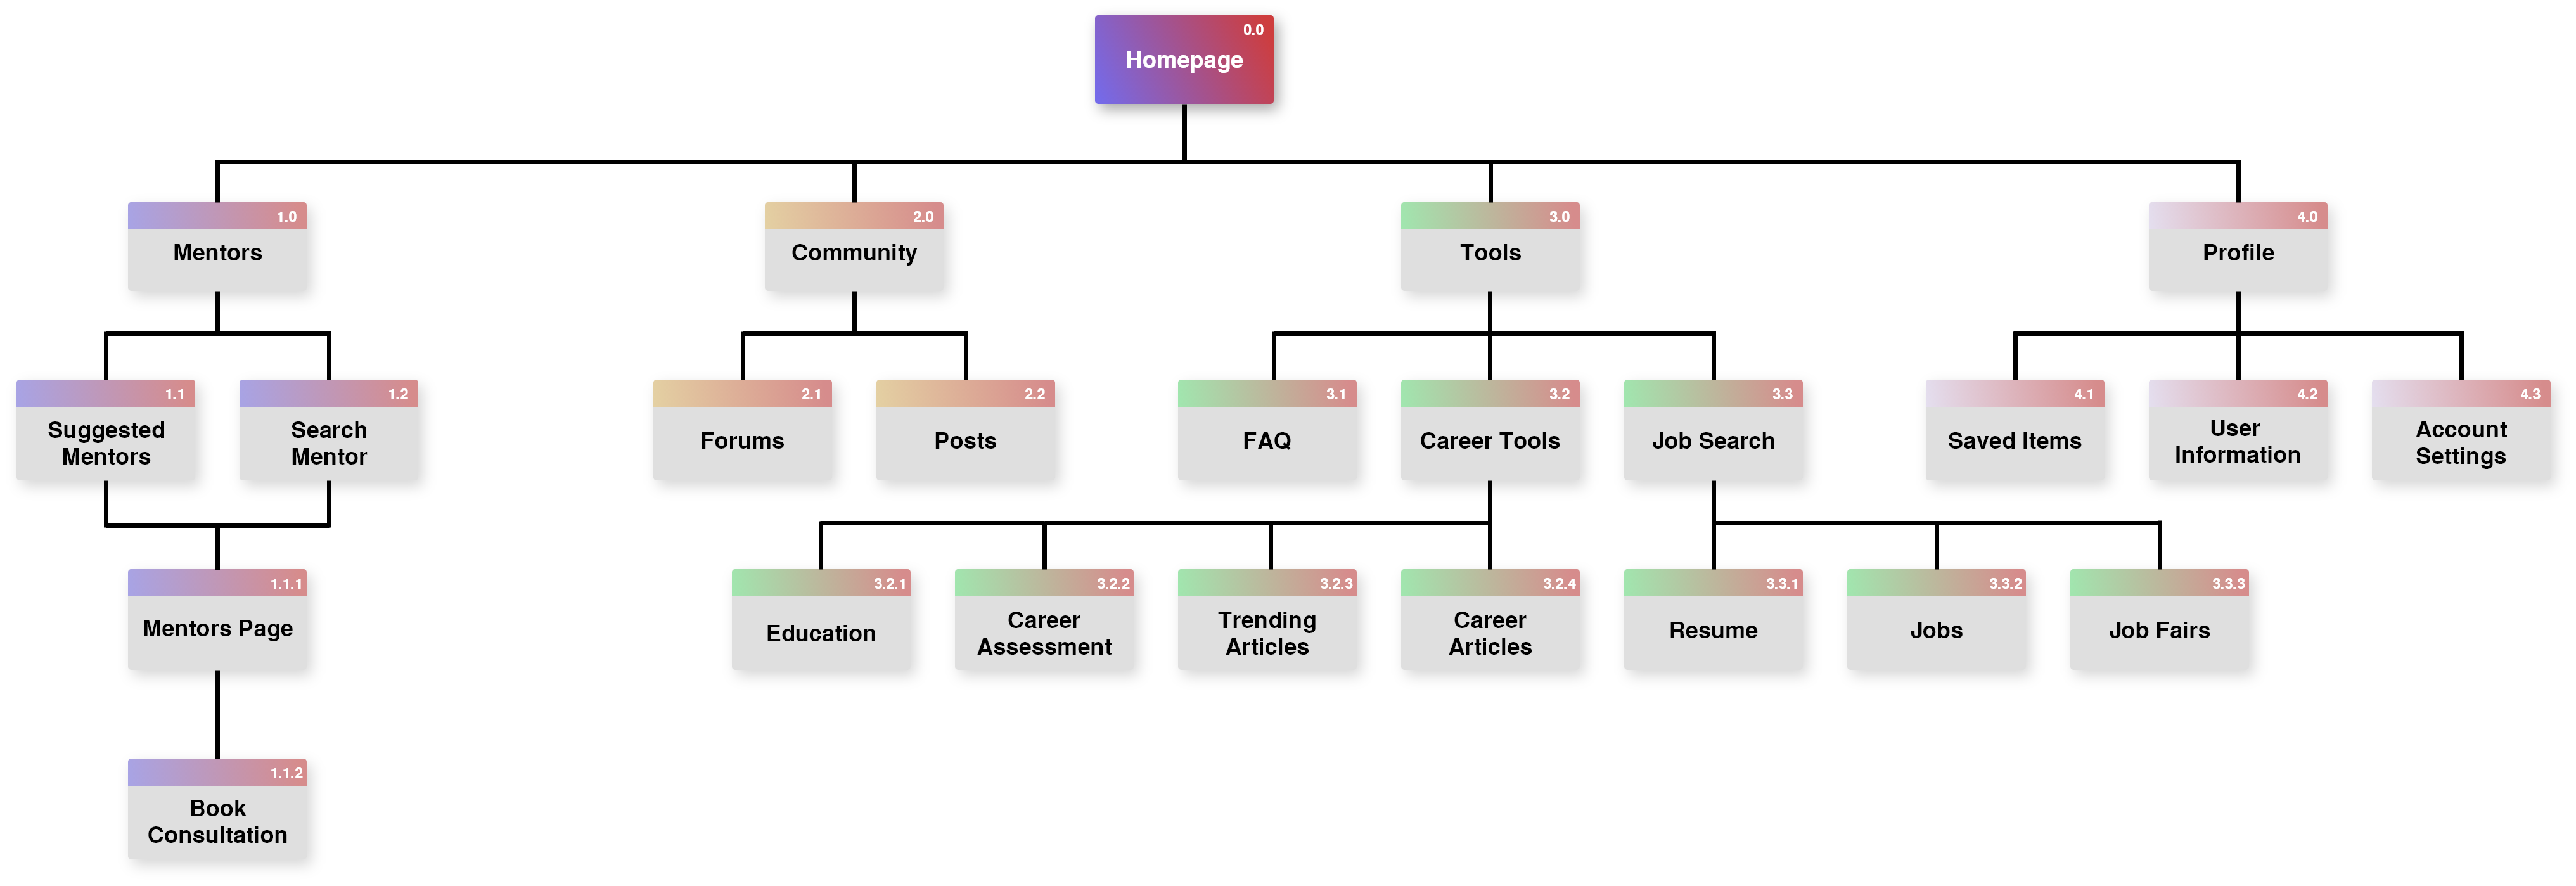 0.0
Homepage
1.0
Mentors
2.0
Community
3.0
Tools
4.0
Profile
1.1
Suggested
Mentors
1.2
Search
Mentor
2.1
Forums
2.2
Posts
3.1
FAQ
3.2
Career Tools
3.3
Job Search
4.1
Saved Items
4.2
User
Information
4.3
Account
Settings
1.1.1
Mentors Page
3.2.1
Education
3.2.2
Career
Assessment
3.2.3
Trending
Articles
3.2.4
Career
Articles
3.3.1
Resume
3.3.2
Jobs
3.3.3
Job Fairs
1.1.2
Book
Consultation